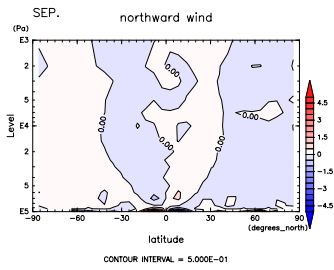 SEP.
northward wind
(Pa)
E3
2
5
E4
2
5
E5
Level
0.00
0.00
0.00
0.00
0.00
-90
-60
-30
0
30
60
90
(degrees_north)
latitude
4.5
3
1.5
0
-1.5
-3
-4.5
CONTOUR INTERVAL = 5.000E-01